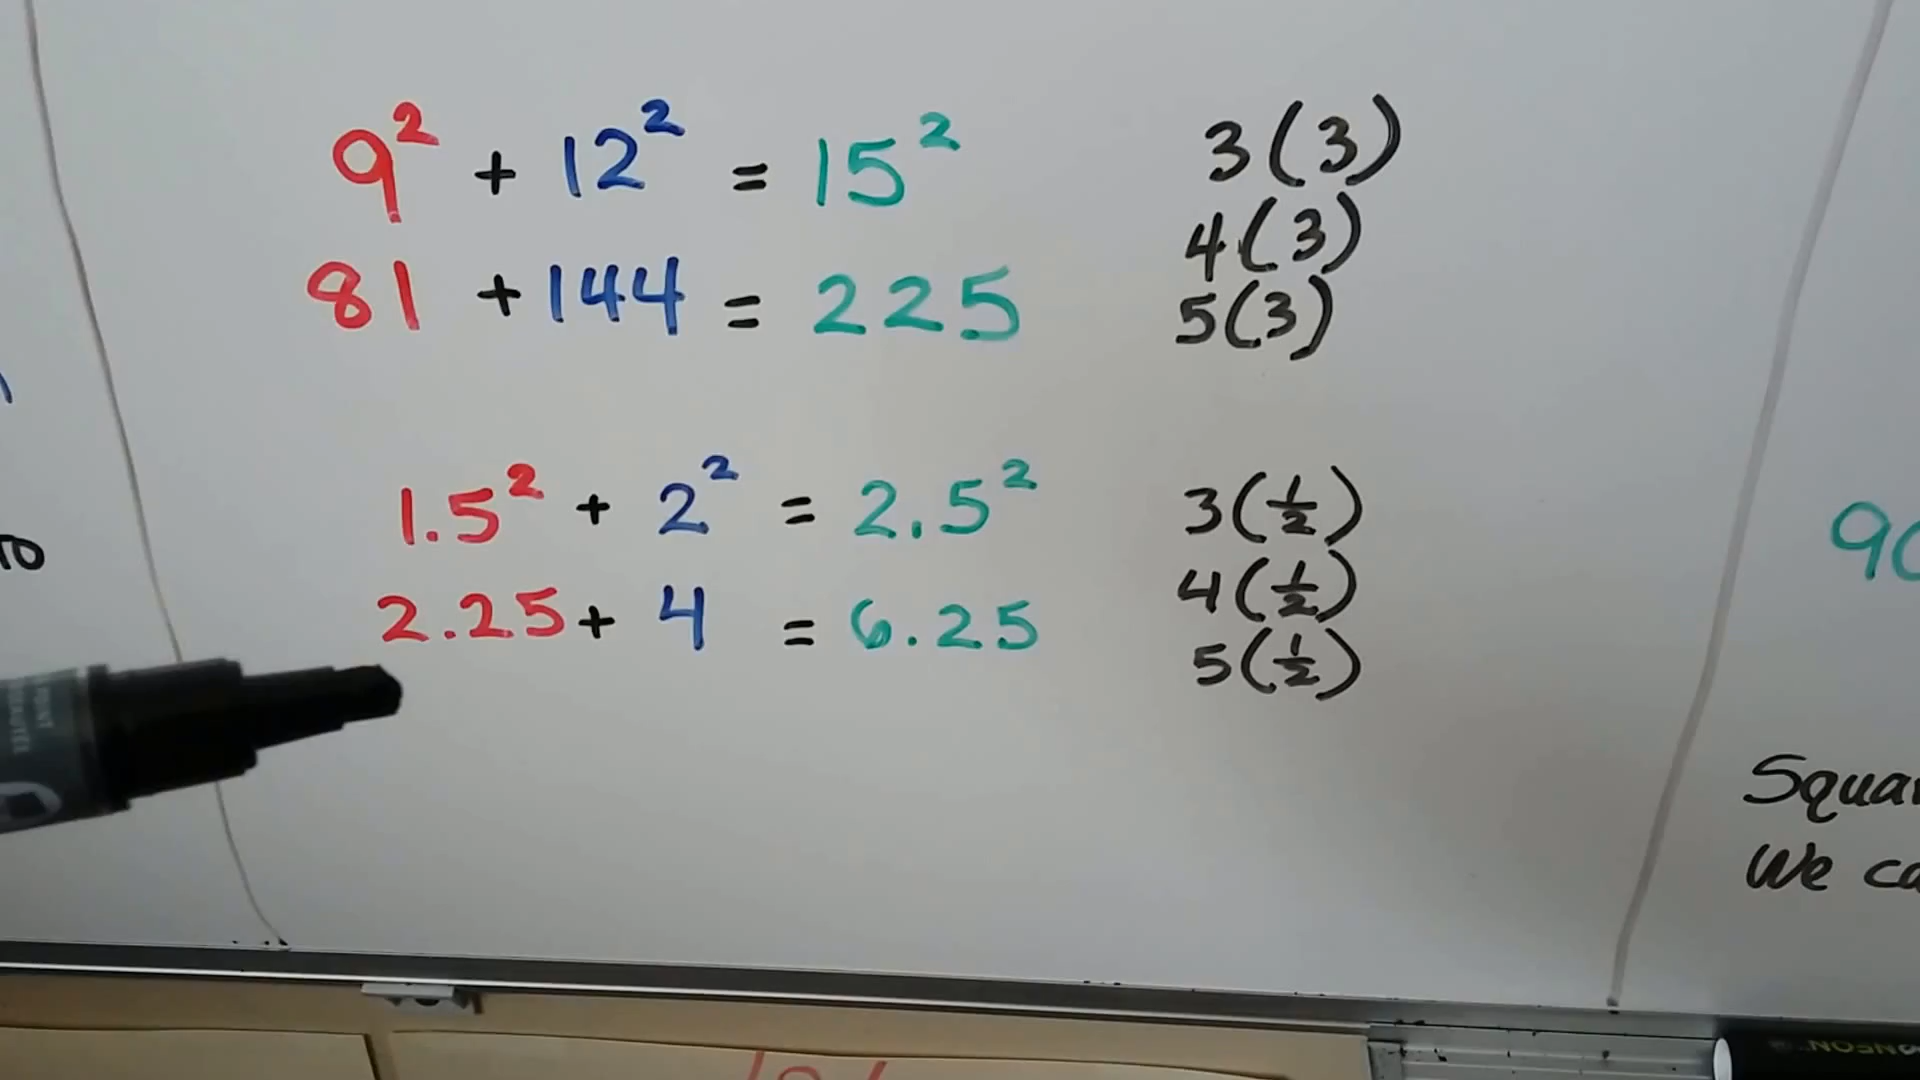 9² + 12² = 15²
81 + 144 = 225
3(3)
4(3)
5(3)
1.5² + 2² = 2.5²
2.25 + 4 = 6.25
3(½)
4(½)
5(½)